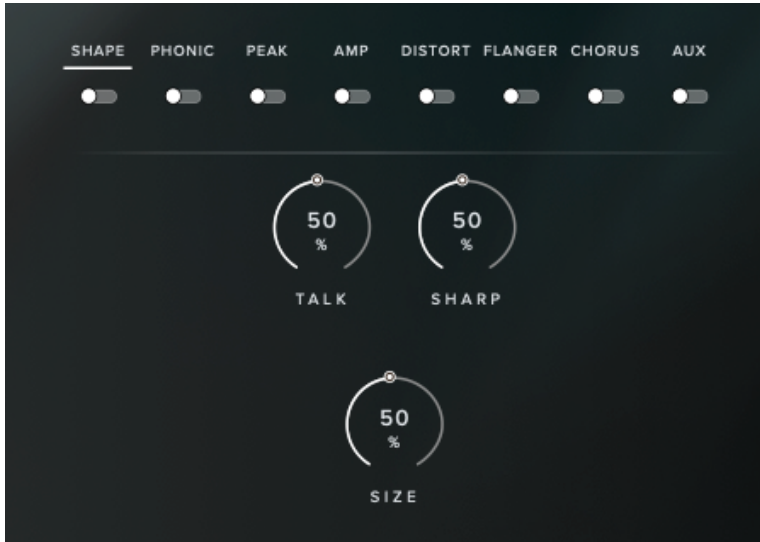 SHAPE PHONIC PEAK AMP DISTORT FLANGER CHORUS AUX
50 50
% %
TALK SHARP
50
%
SIZE